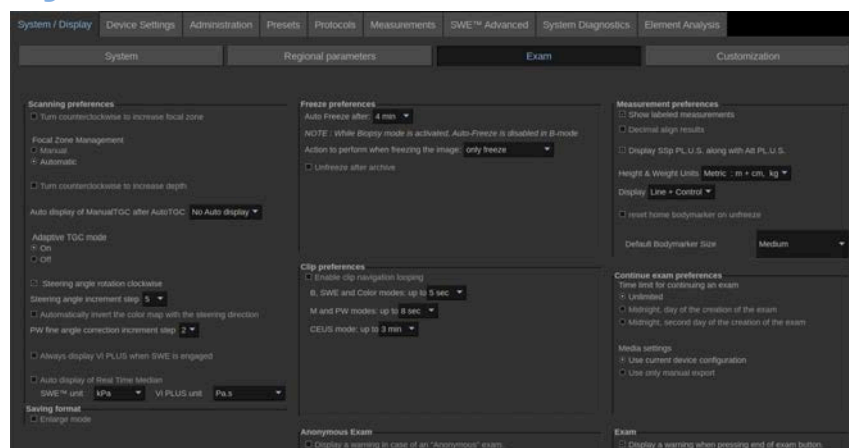 System / Display Device Settings Administration Presets Protocols Measurements SWE™ Advanced System Diagnostics Element Analysis
System Regional parameters Exam Customization
Scanning preferences
Turn counterclockwise to increase focal zone
Focal Zone Management
Manual
Automatic
Turn counterclockwise to increase depth
Auto display of ManualTGC after AutoTGC No Auto display
Adaptive TGC mode
On
Off
Steering angle rotation clockwise
Steering angle increment step 5
Automatically invert the color map with the steering direction
PW fine angle correction increment step 2
Always display Vi PLUS when SWE is engaged
Auto display of Real Time Median
SWE™ unit kPa Vi PLUS unit Pa.s
Saving format
Enlarge mode
Freeze preferences
Auto Freeze after: 4 min
NOTE : While Biopsy mode is activated, Auto-Freeze is disabled in B-mode
Action to perform when freezing the image: only freeze
Unfreeze after archive
Clip preferences
Enable clip navigation looping
B, SWE and Color modes: up to 5 sec
M and PW modes: up to 8 sec
CEUS mode: up to 3 min
Anonymous Exam
Display a warning in case of an "Anonymous" exam.
Measurement preferences
Show labeled measurements
Decimal align results
Display SSp PL.U.S. along with Att PL.U.S.
Height & Weight Units Metric : m + cm, kg
Display Line + Control
reset home bodymarker on unfreeze
Default Bodymarker Size Medium
Continue exam preferences
Time limit for continuing an exam
Unlimited
Midnight, day of the creation of the exam
Midnight, second day of the creation of the exam
Media settings
Use current device configuration
Use only manual export
Exam
Display a warning when pressing end of exam button.